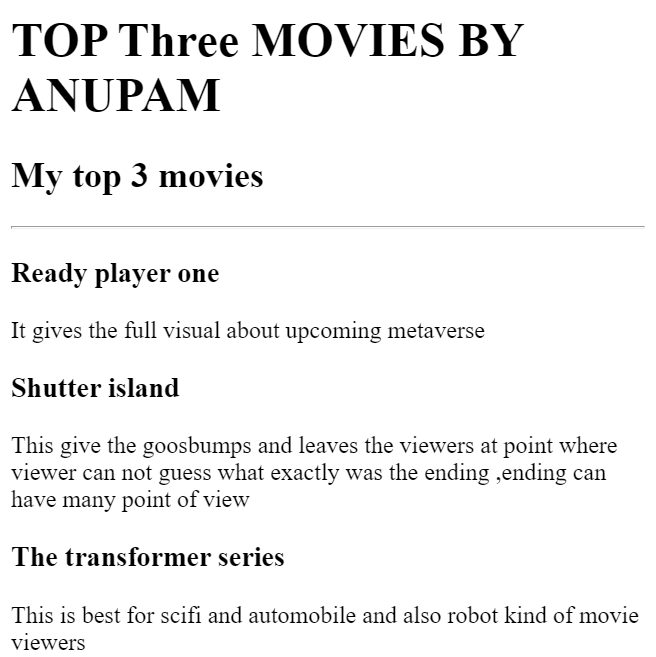 TOP Three MOVIES BY
ANUPAM
My top 3 movies
Ready player one
It gives the full visual about upcoming metaverse
Shutter island
This give the goosbumps and leaves the viewers at point where
viewer can not guess what exactly was the ending ,ending can
have many point of view
The transformer series
This is best for scifi and automobile and also robot kind of movie
viewers